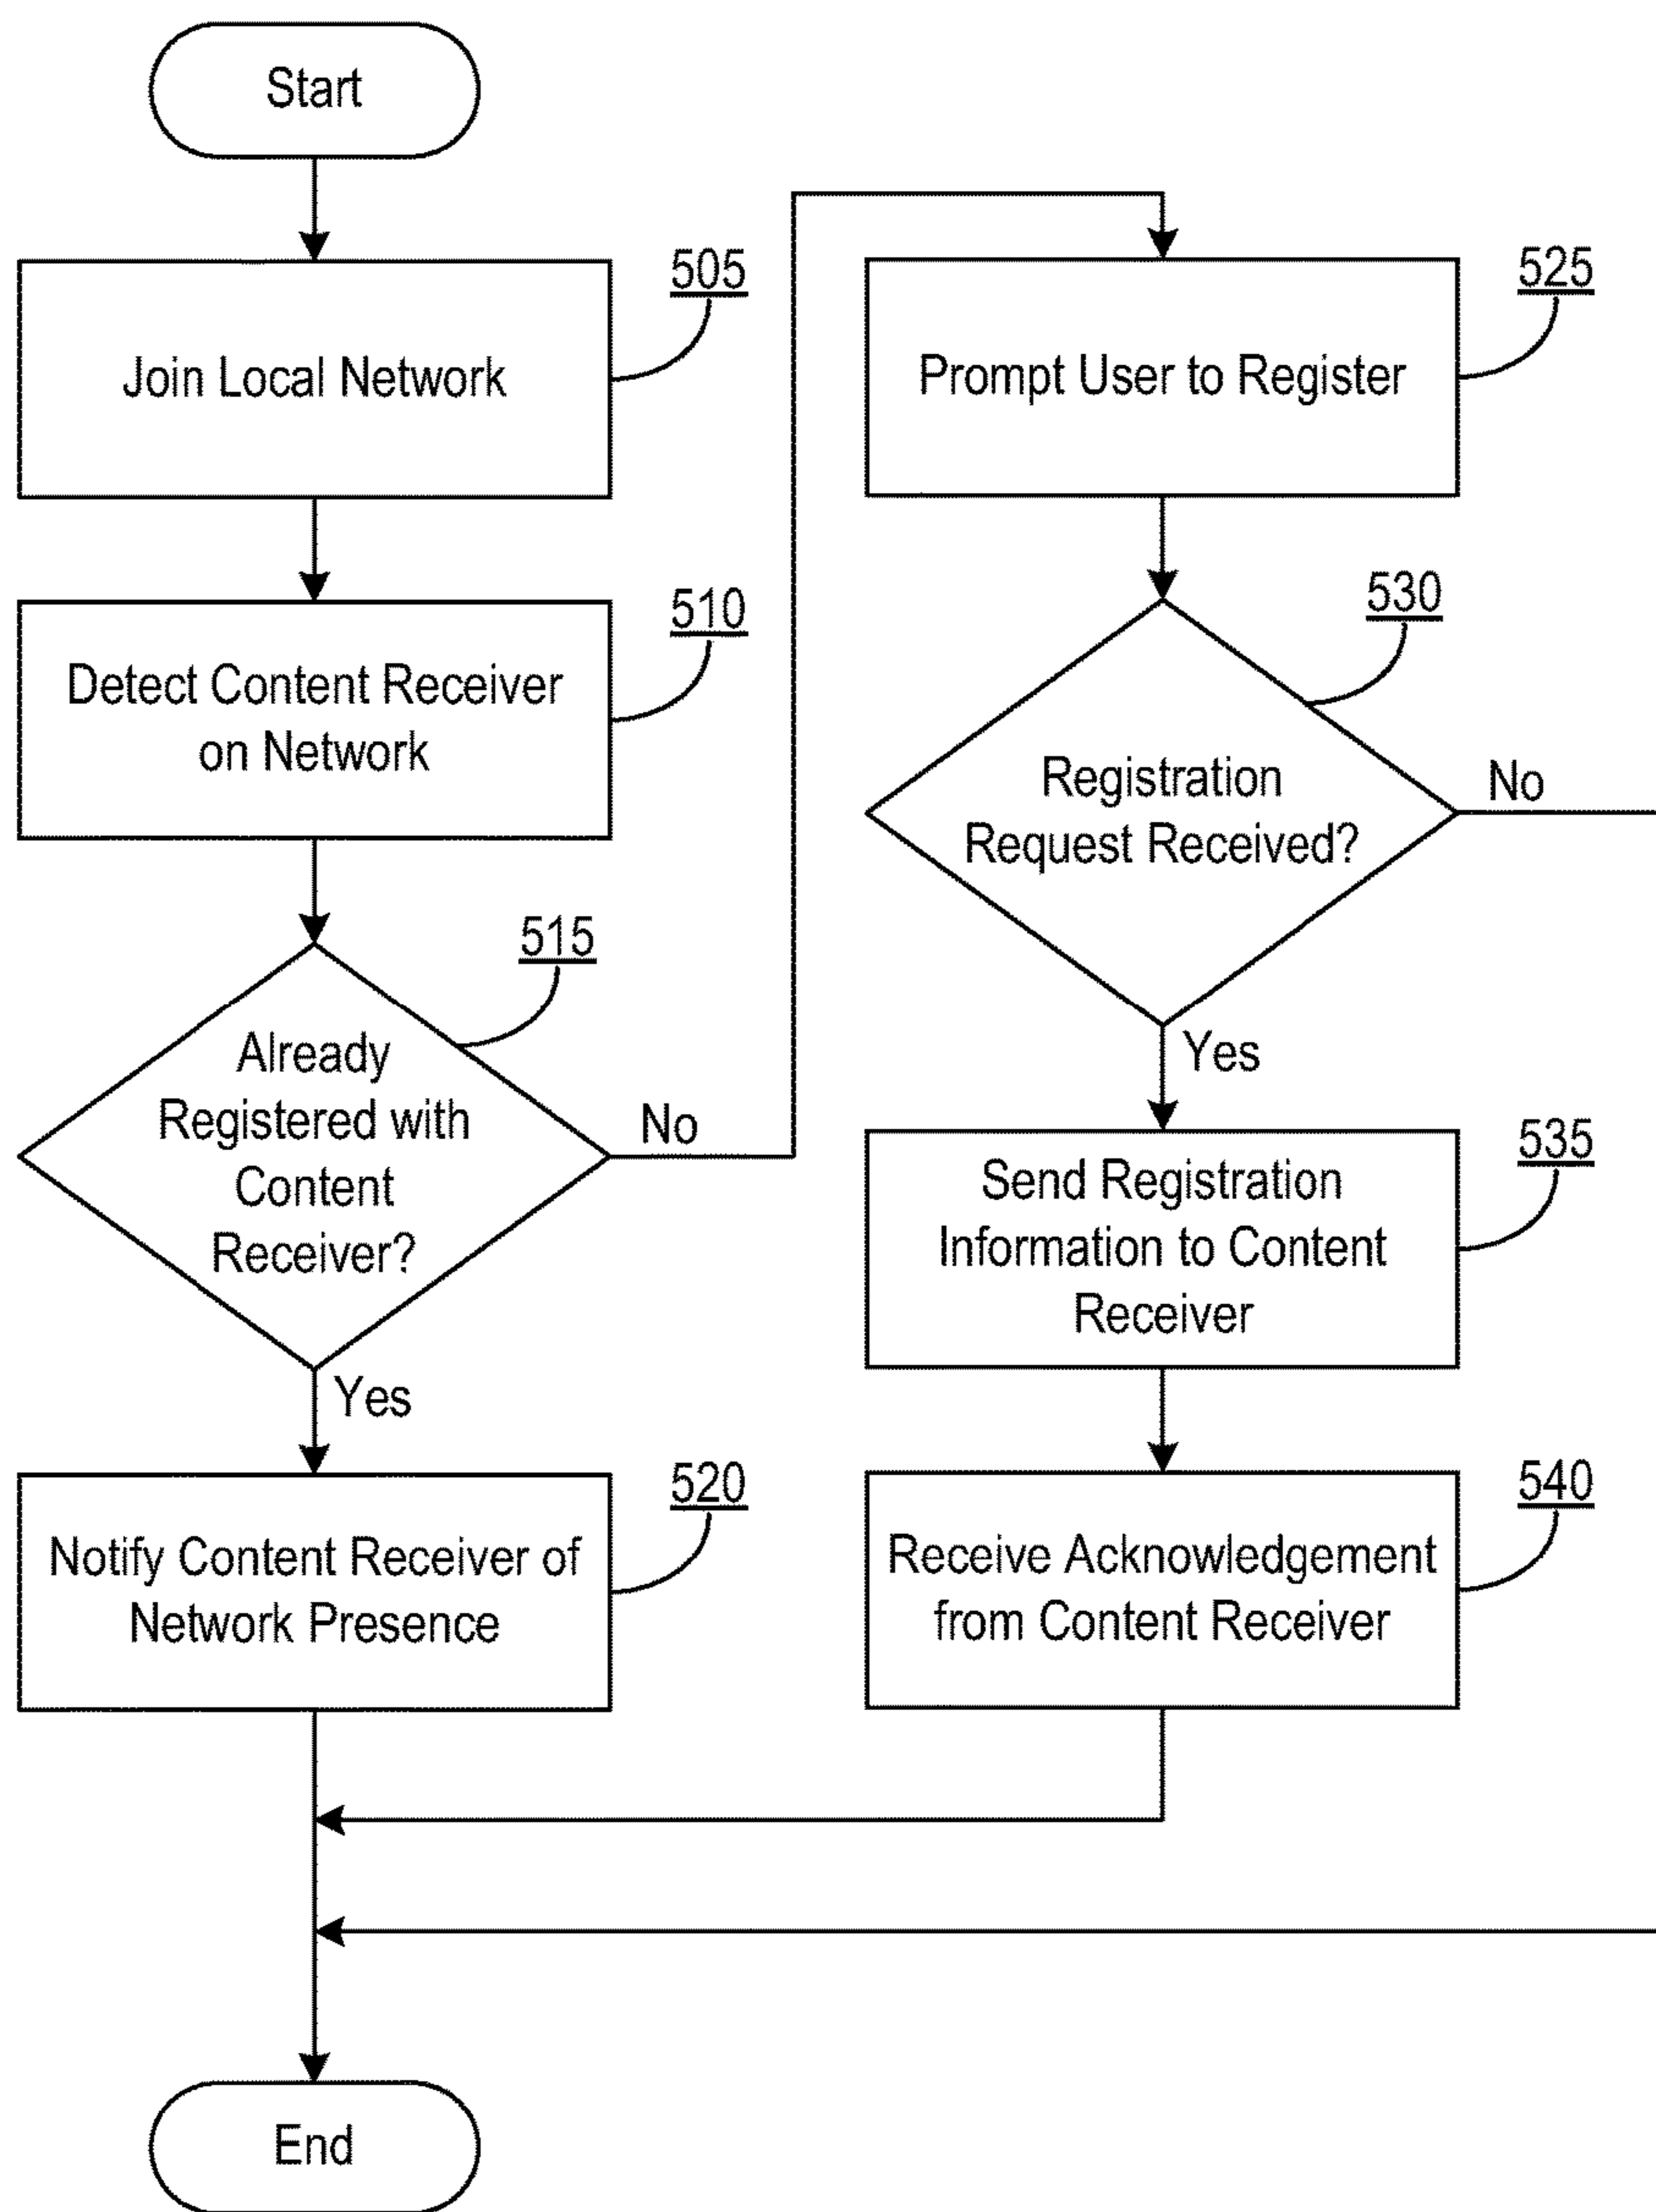 Start
505
Join Local Network
510
Detect Content Receiver
on Network
515
Already
Registered with
Content
Receiver?
No
Yes
520
Notify Content Receiver of
Network Presence
525
Prompt User to Register
530
Registration
Request Received?
No
Yes
535
Send Registration
Information to Content
Receiver
540
Receive Acknowledgement
from Content Receiver
End